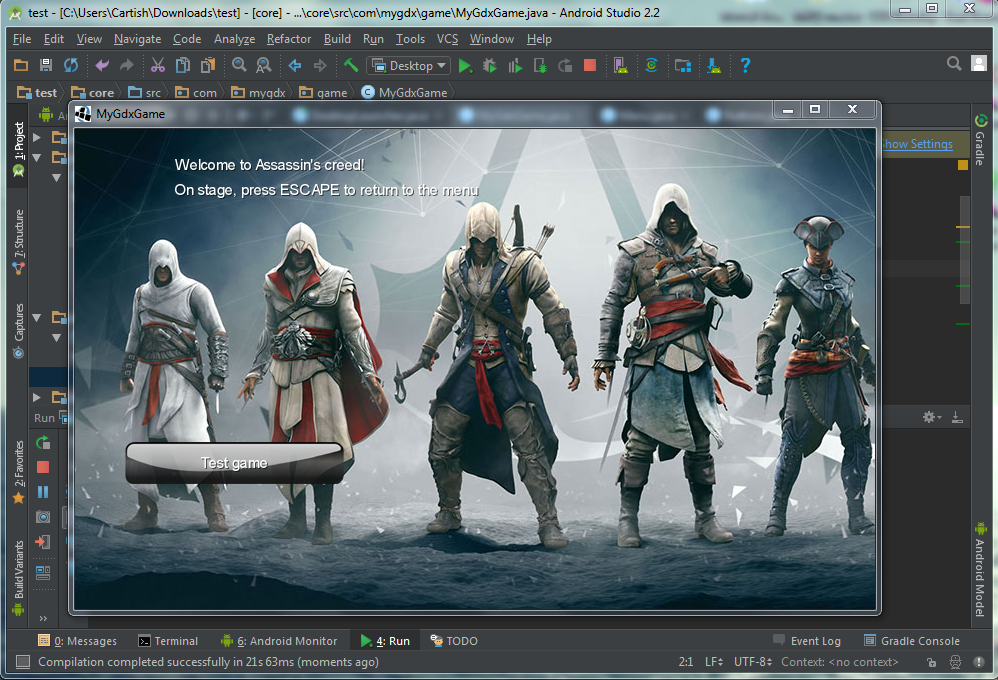 test - [C:\Users\Cartish\Downloads\test] - [core] - ...\core\src\com\mygdx\game\MyGdxGame.java - Android Studio 2.2
File Edit View Navigate Code Analyze Refactor Build Run Tools VCS Window Help
Desktop
test core src com mygdx game MyGdxGame
MyGdxGame
Show Settings
Welcome to Assassin's creed!
On stage, press ESCAPE to return to the menu
Test game
1: Project
7: Structure
Captures
2: Favorites
Build Variants
Run
Gradle
Android Model
0: Messages Terminal 6: Android Monitor 4: Run TODO Event Log Gradle Console
Compilation completed successfully in 21s 63ms (moments ago) 2:1 LF UTF-8 Context: <no context>